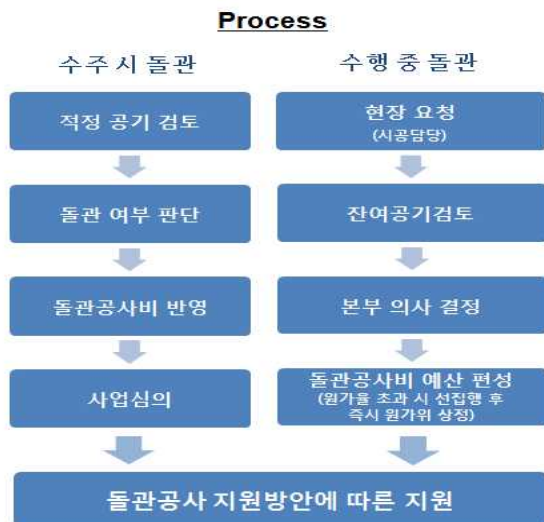 Process
수주 시 돌관
적정 공기 검토
돌관 여부 판단
돌관공사비 반영
사업심의
수행 중 돌관
현장 요청
(시공담당)
잔여공기검토
본부 의사 결정
돌관공사비 예산 편성
(원가율 초과 시 선집행 후
즉시 원가위 상정)
돌관공사 지원방안에 따른 지원